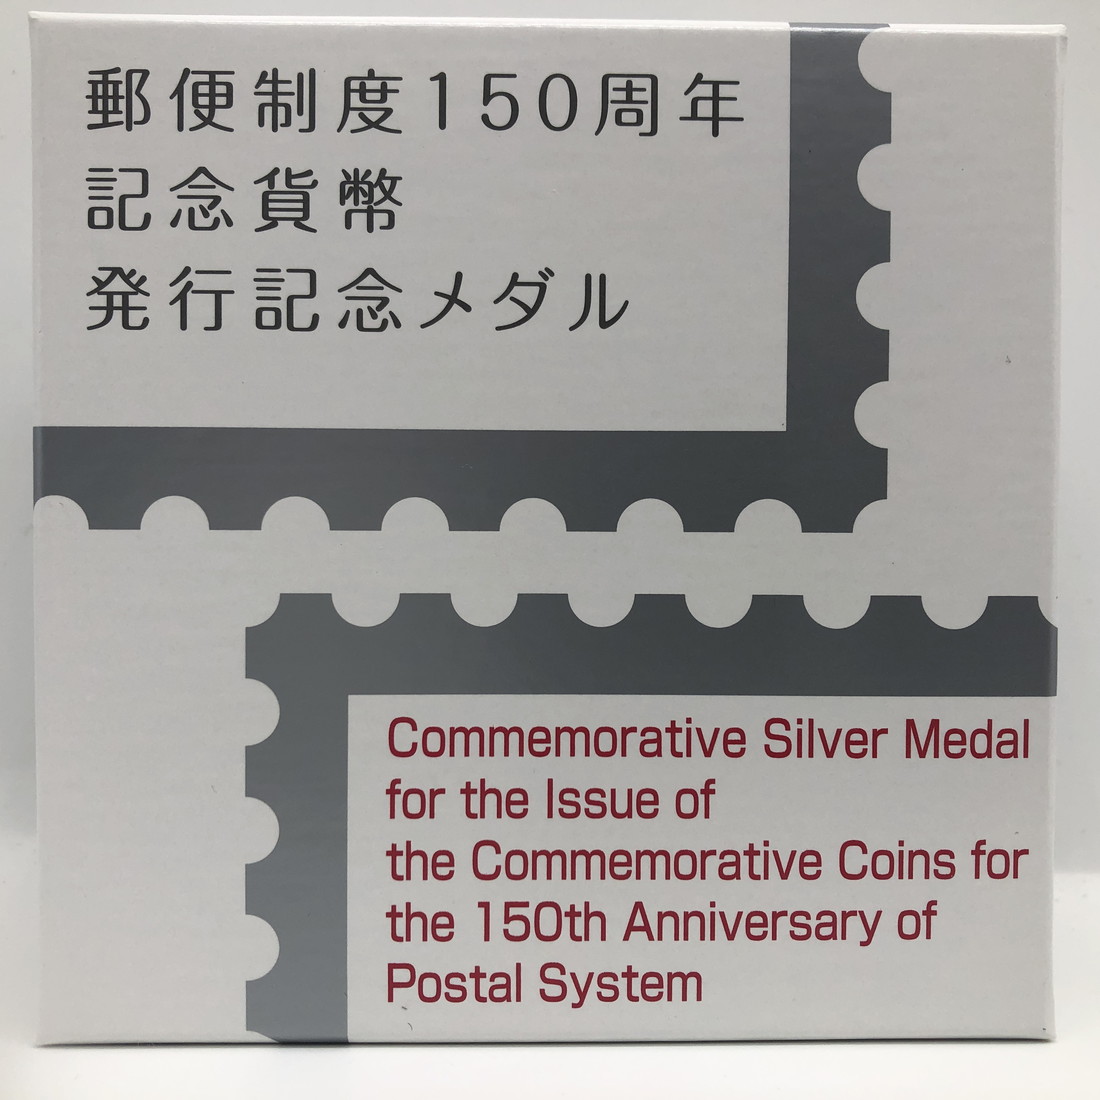 郵便制度150周年
記念貨幣
発行記念メダル
Commemorative Silver Medal
for the Issue of
the Commemorative Coins for
the 150th Anniversary of
Postal System